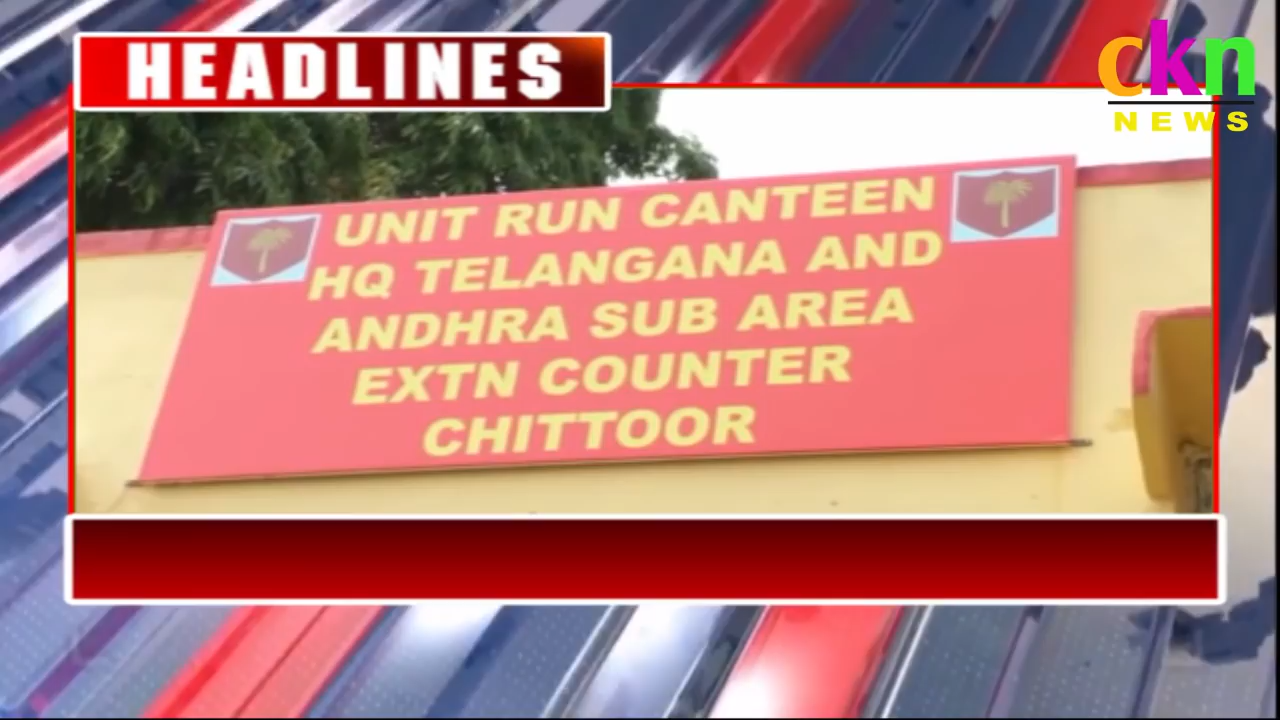 HEADLINES
ckn
NEWS
UNIT RUN CANTEEN
HQ TELANGANA AND
ANDHRA SUB AREA
EXTN COUNTER
CHITTOOR